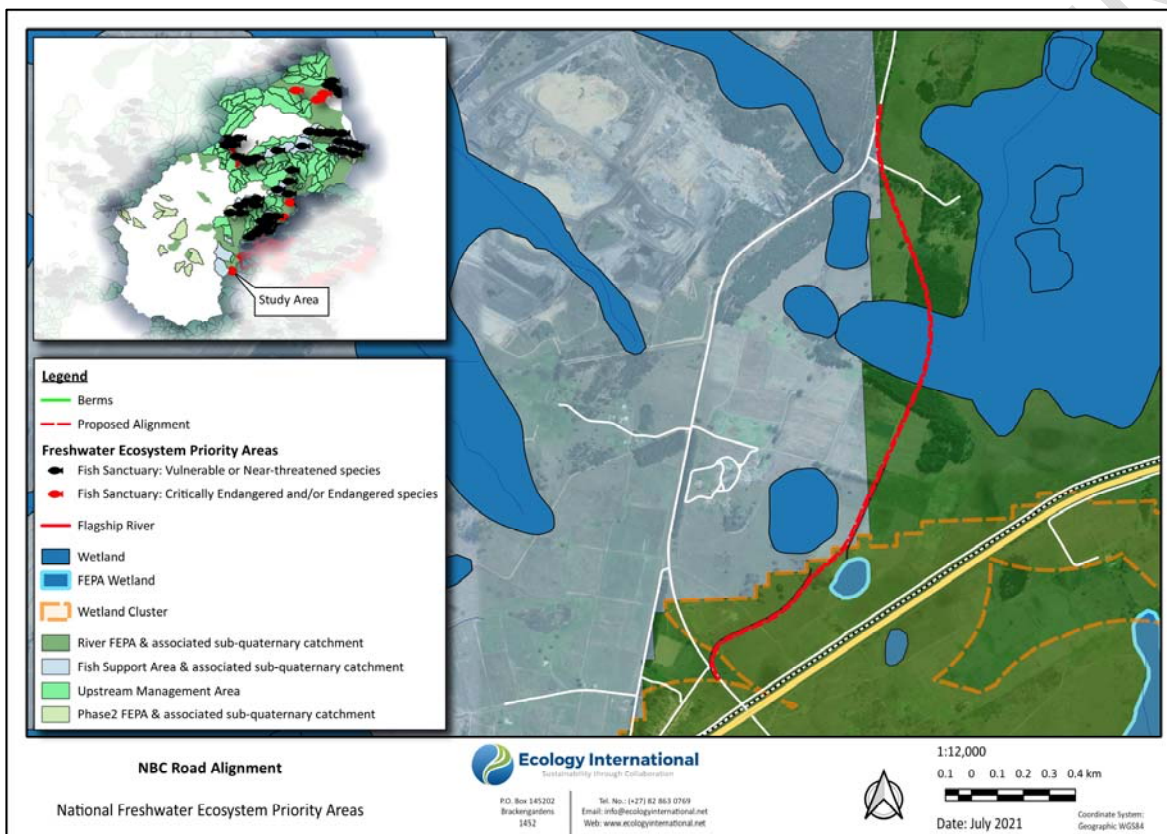 Study Area
Legend
Berms
Proposed Alignment
Freshwater Ecosystem Priority Areas
Fish Sanctuary: Vulnerable or Near-threatened species
Fish Sanctuary: Critically Endangered and/or Endangered species
Flagship River
Wetland
FEPA Wetland
Wetland Cluster
River FEPA & associated sub-quaternary catchment
Fish Support Area & associated sub-quaternary catchment
Upstream Management Area
Phase2 FEPA & associated sub-quaternary catchment
NBC Road Alignment
National Freshwater Ecosystem Priority Areas
Ecology International
Sustainability through Collaboration
P.O. Box 145202
Brackengardens
1452
Tel. No.: (+27) 82 863 0769
Email: info@ecologyinternational.net
Web: www.ecologyinternational.net
1:12,000
0.1 0 0.1 0.2 0.3 0.4 km
Date: July 2021
Coordinate System:
Geographic WGS84